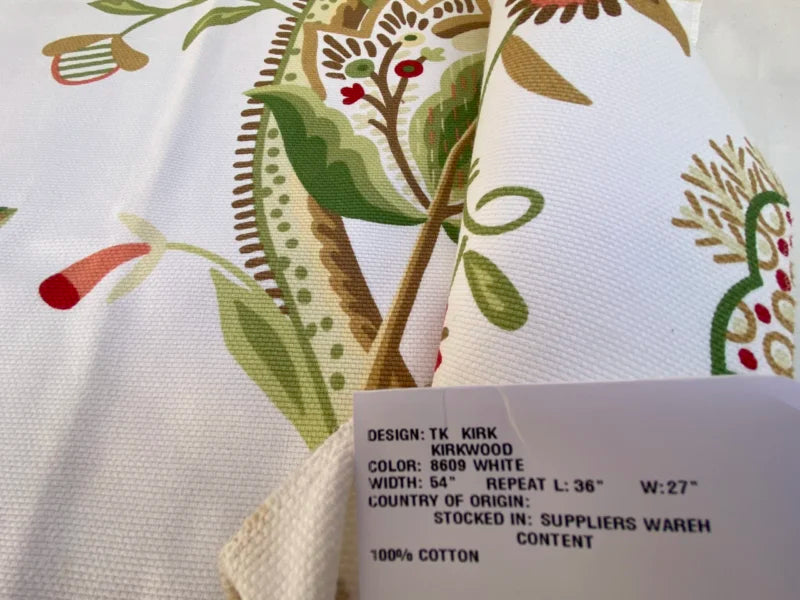 DESIGN: TK KIRK
KIRKWOOD
COLOR: 8609 WHITE
WIDTH: 54" REPEAT L: 36" W: 27"
COUNTRY OF ORIGIN:
STOCKED IN: SUPPLIERS WAREH
CONTENT
100% COTTON